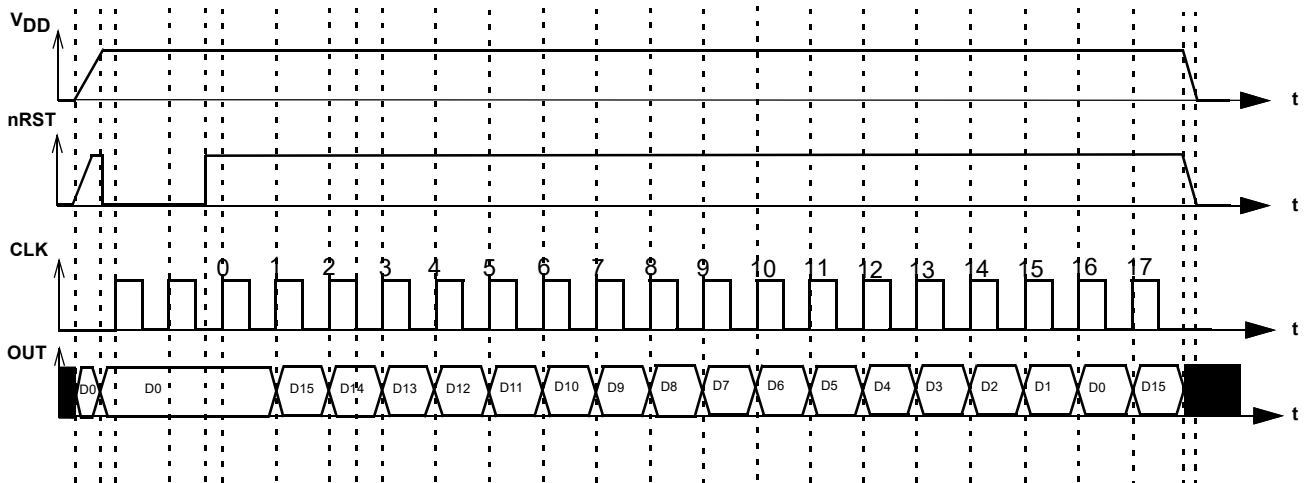 VDD
t
nRST
t
CLK
0 1 2 3 4 5 6 7 8 9 10 11 12 13 14 15 16 17
t
OUT
D0 D0 D15 D14 D13 D12 D11 D10 D9 D8 D7 D6 D5 D4 D3 D2 D1 D0 D15
t